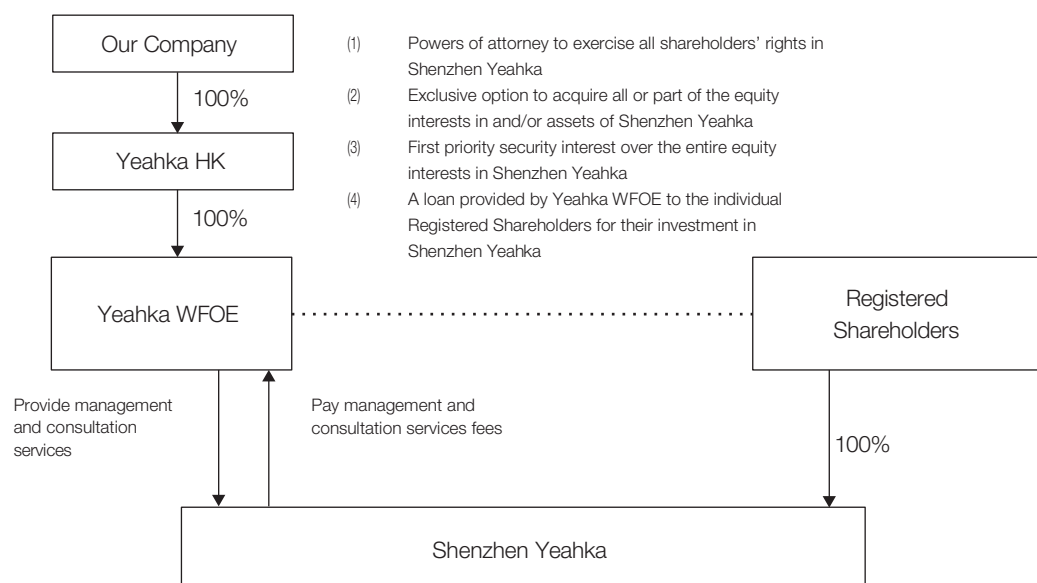 Our Company
100%
Yeahka HK
100%
Yeahka WFOE
(1) Powers of attorney to exercise all shareholders’ rights in
Shenzhen Yeahka
(2) Exclusive option to acquire all or part of the equity
interests in and/or assets of Shenzhen Yeahka
(3) First priority security interest over the entire equity
interests in Shenzhen Yeahka
(4) A loan provided by Yeahka WFOE to the individual
Registered Shareholders for their investment in
Shenzhen Yeahka
Registered
Shareholders
Provide management
and consultation
services
Pay management and
consultation services fees
100%
Shenzhen Yeahka